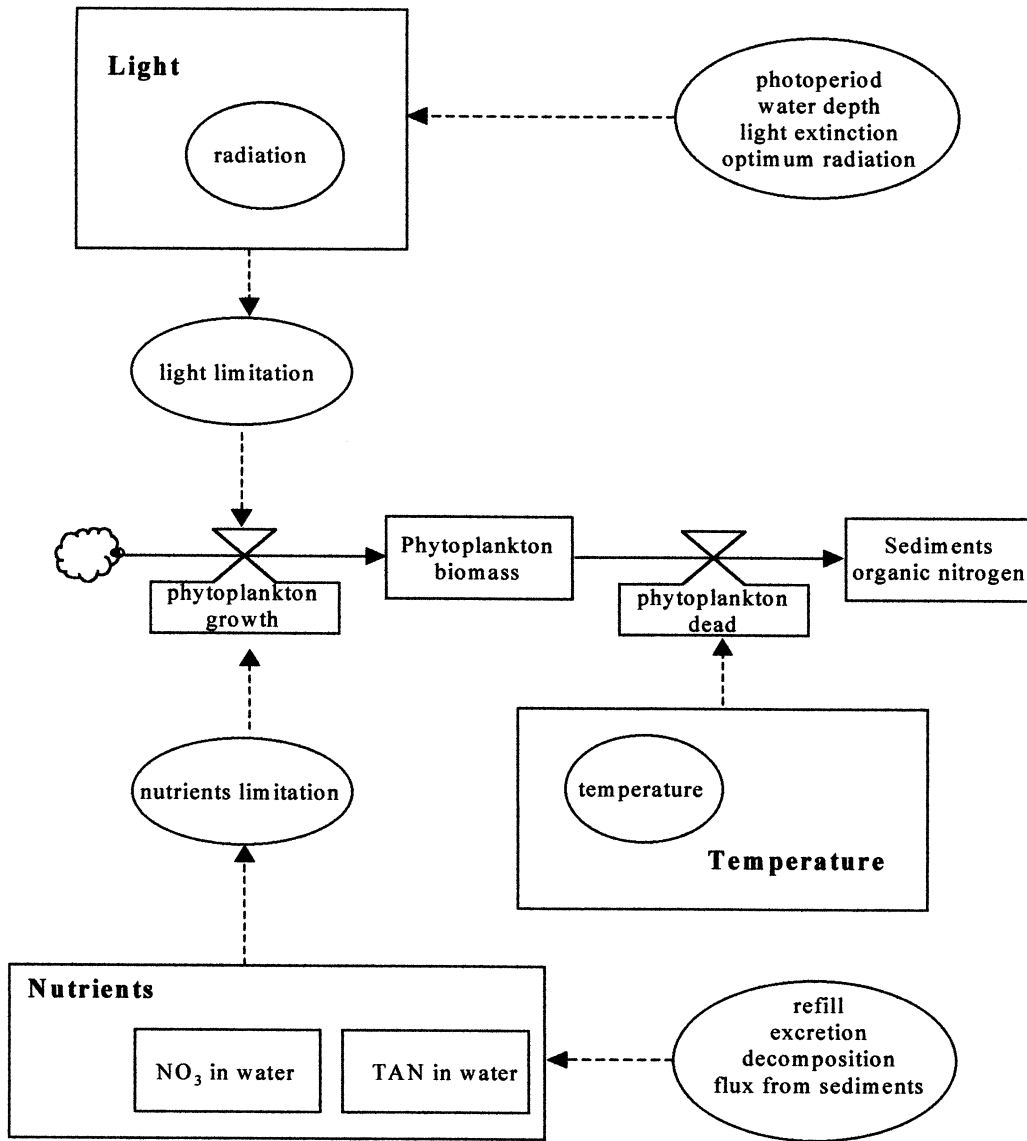 Light
radiation
photoperiod
water depth
light extinction
optimum radiation
light limitation
phytoplankton
growth
Phytoplankton
biomass
phytoplankton
dead
Sediments
organic nitrogen
nutrients limitation
temperature
Temperature
Nutrients
NO₃ in water
TAN in water
refill
excretion
decomposition
flux from sediments